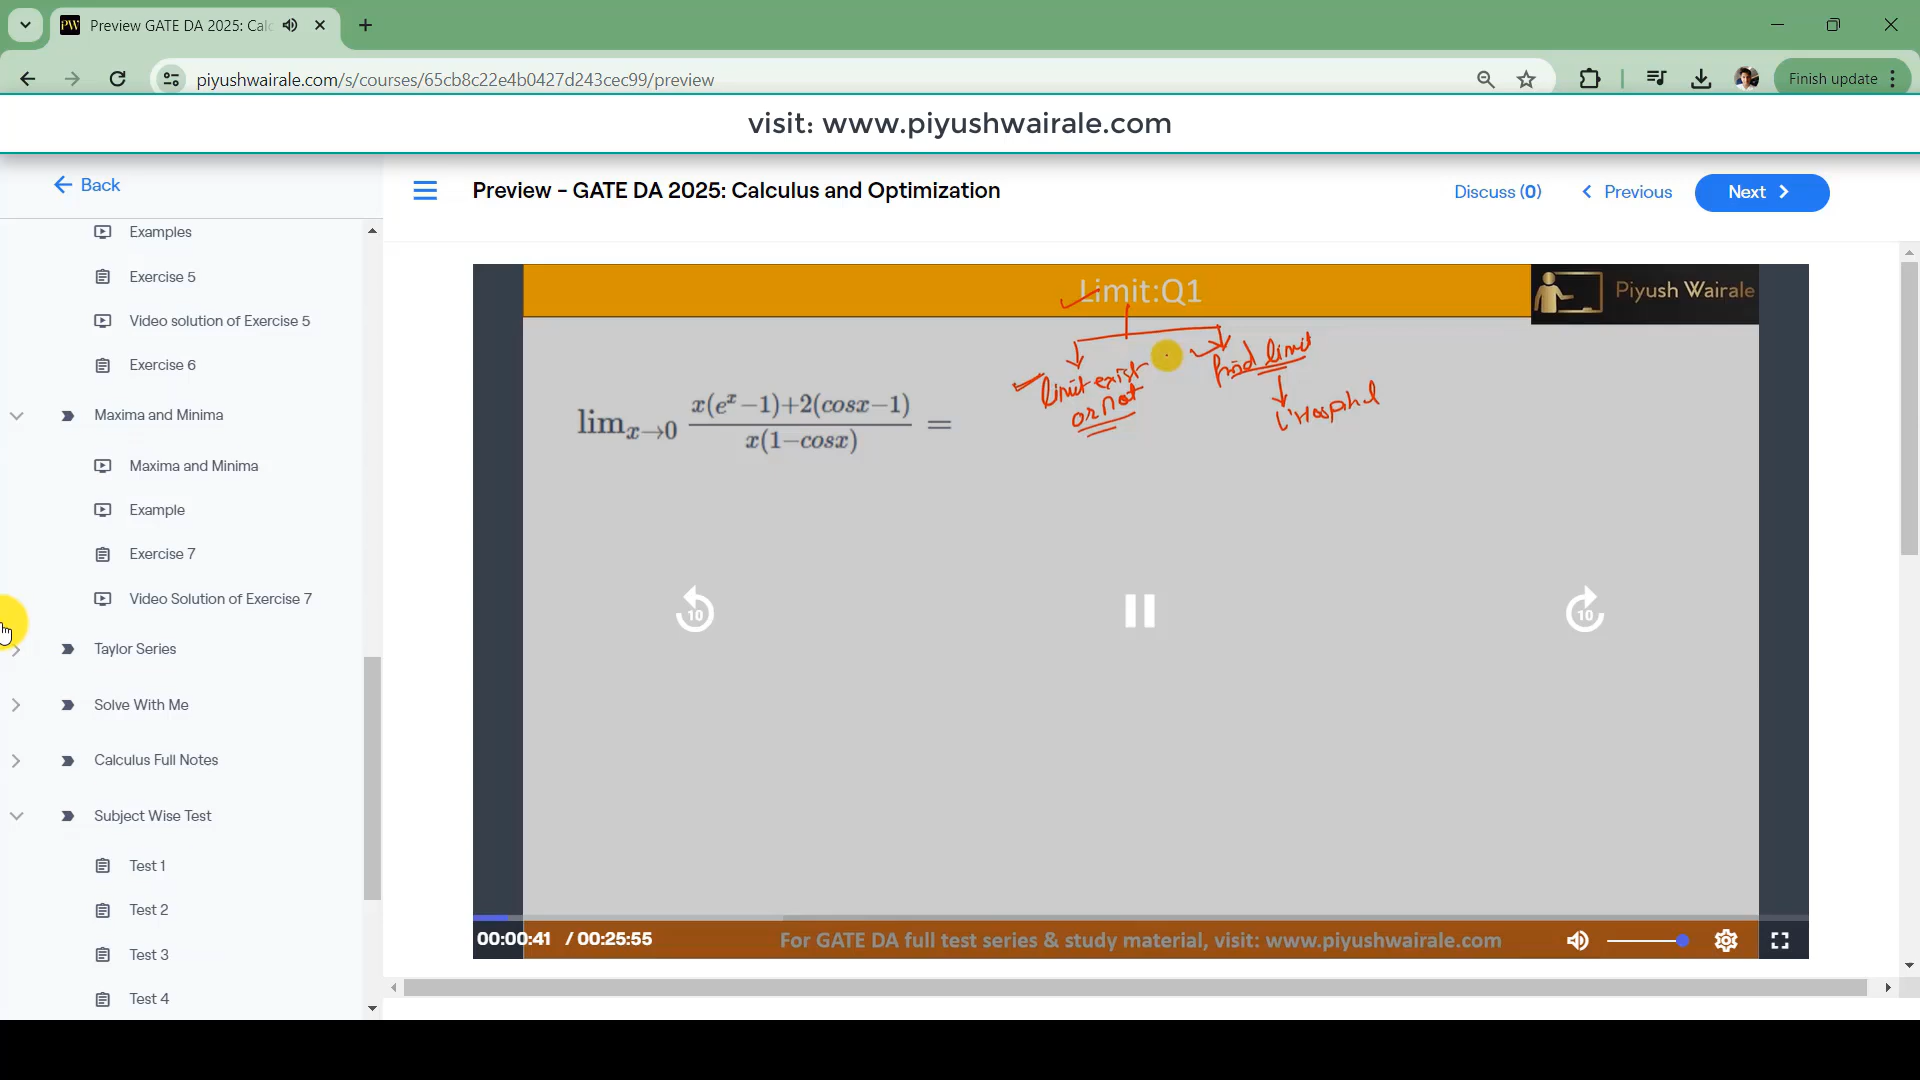 Preview GATE DA 2025: Calc
piyushwairale.com/s/courses/65cb8c22e4b0427d243cec99/preview
Finish update
visit: www.piyushwairale.com
Back
Preview - GATE DA 2025: Calculus and Optimization
Discuss (0)
Previous
Next
Examples
Exercise 5
Video solution of Exercise 5
Exercise 6
Maxima and Minima
Maxima and Minima
Example
Exercise 7
Video Solution of Exercise 7
Taylor Series
Solve With Me
Calculus Full Notes
Subject Wise Test
Test 1
Test 2
Test 3
Test 4
Limit:Q1
Piyush Wairale
limit exist
or not
find limit
L'Hospital
lim x→0 x(e^x −1)+2(cosx−1) / x(1−cosx) =
10
10
00:00:41 / 00:25:55
For GATE DA full test series & study material, visit: www.piyushwairale.com